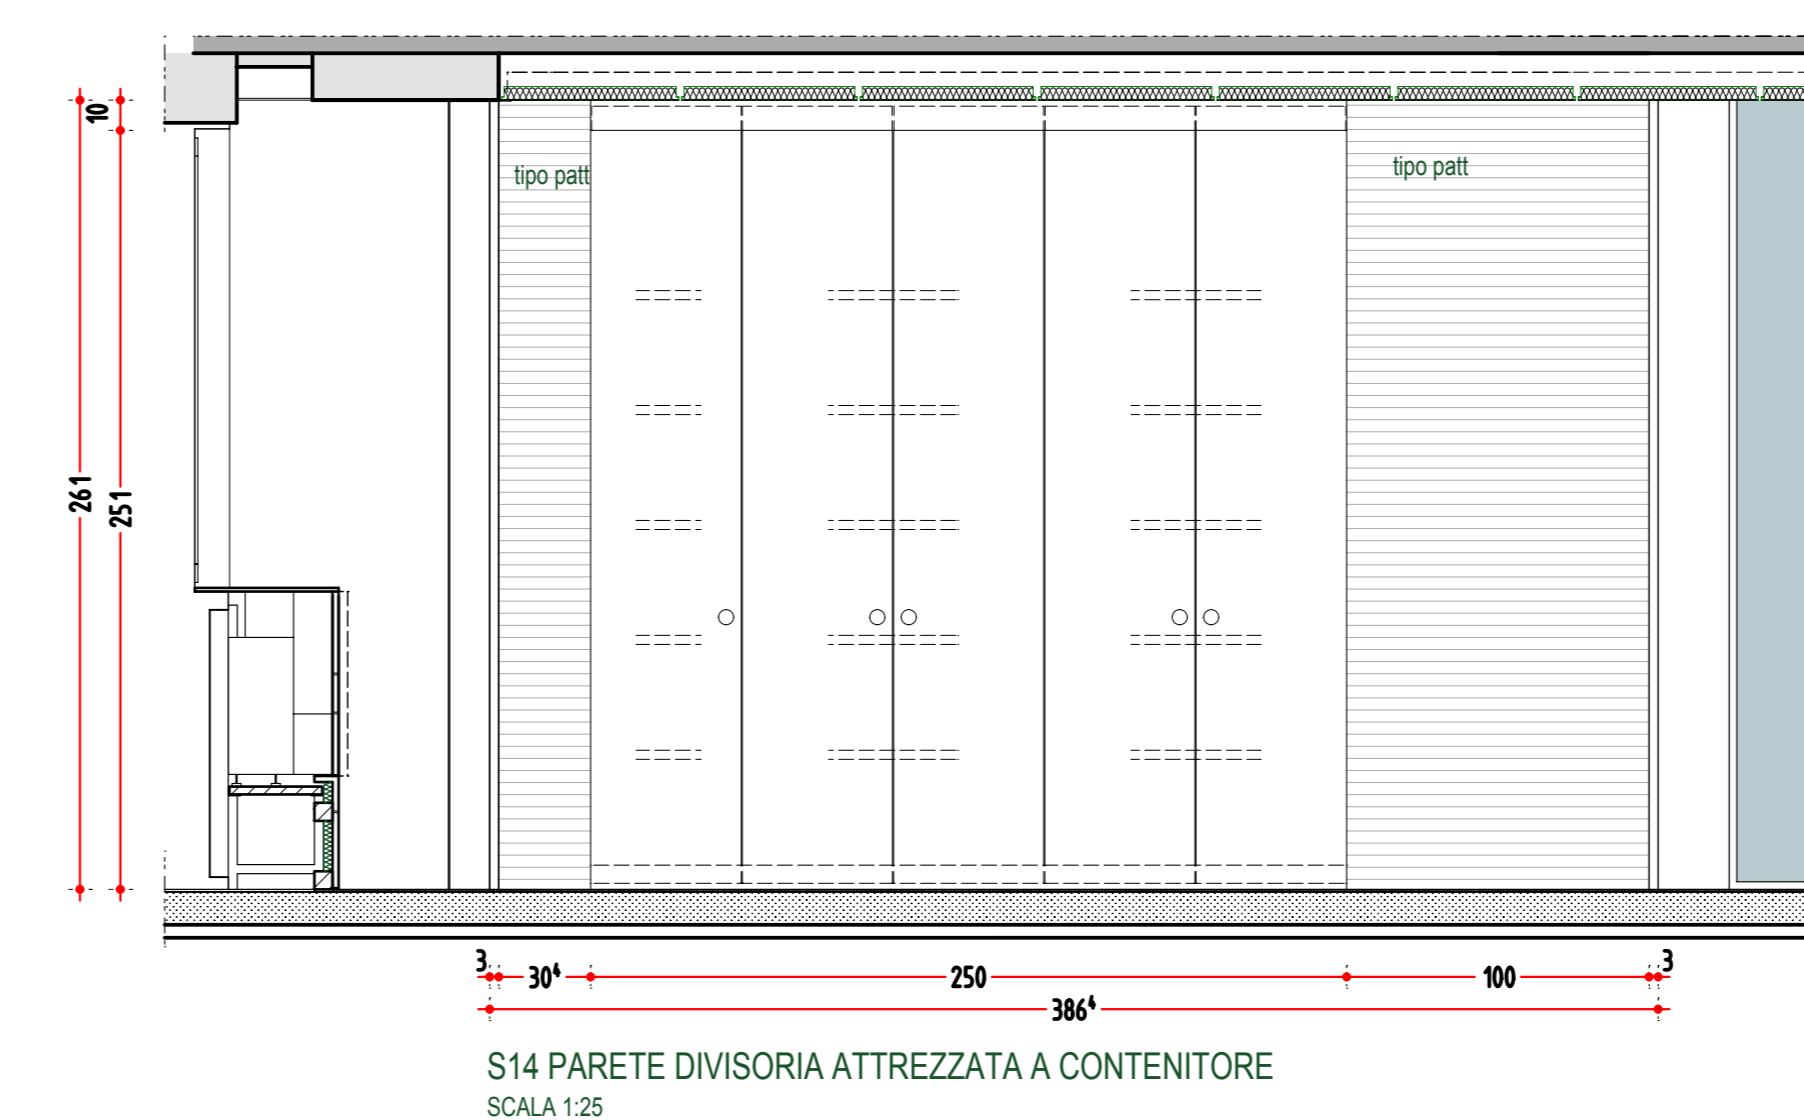 10
tipo patt
tipo patt
261
251
3
30⁴
250
100
3
386⁴
S14 PARETE DIVISORIA ATTREZZATA A CONTENITORE
SCALA 1:25